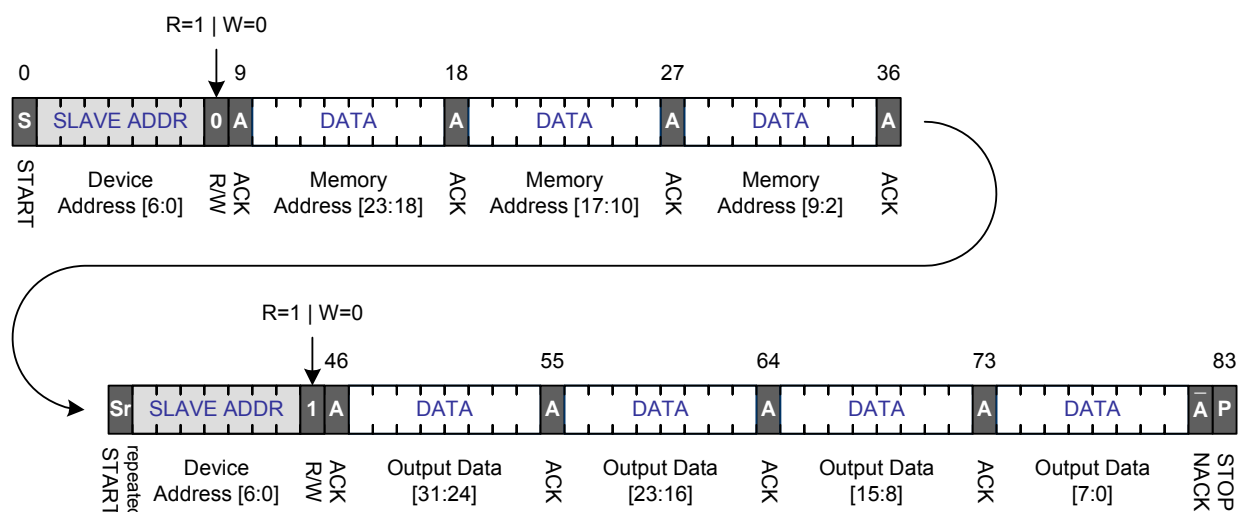 R=1 | W=0
0 9 18 27 36
S SLAVE ADDR 0 A DATA A DATA A DATA A
START Device Address [6:0] R/W ACK Memory Address [23:18] ACK Memory Address [17:10] ACK Memory Address [9:2] ACK
R=1 | W=0
46 55 64 73 83
Sr SLAVE ADDR 1 A DATA A DATA A DATA A DATA A̅ P
repeated START Device Address [6:0] R/W ACK Output Data [31:24] ACK Output Data [23:16] ACK Output Data [15:8] ACK Output Data [7:0] NACK STOP